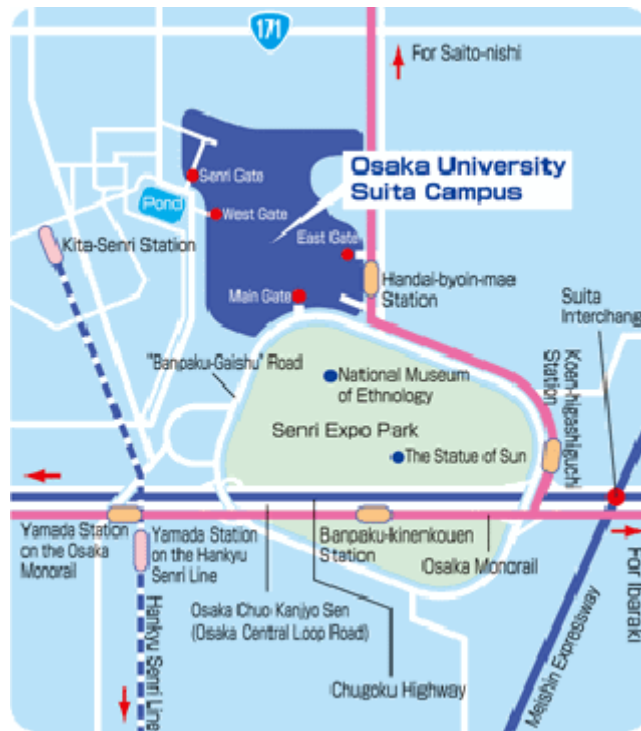 171
For Saito-nishi
Osaka University
Suita Campus
Senri Gate
Pond
West Gate
East Gate
Kita-Senri Station
Main Gate
Handai-byoin-mae
Station
Suita
Interchang
"Banpaku-Gaishu" Road
National Museum
of Ethnology
Koen-higashiguchi
Station
Senri Expo Park
The Statue of Sun
Yamada Station
on the Osaka
Monorail
Yamada Station
on the Hankyu
Senri Line
Banpaku-kinenkouen
Station
Osaka Monorail
For Ibaraki
Osaka Chuo Kanjyo Sen
(Osaka Central Loop Road)
Hankyu Senri Line
Chugoku Highway
Meishin Expressway